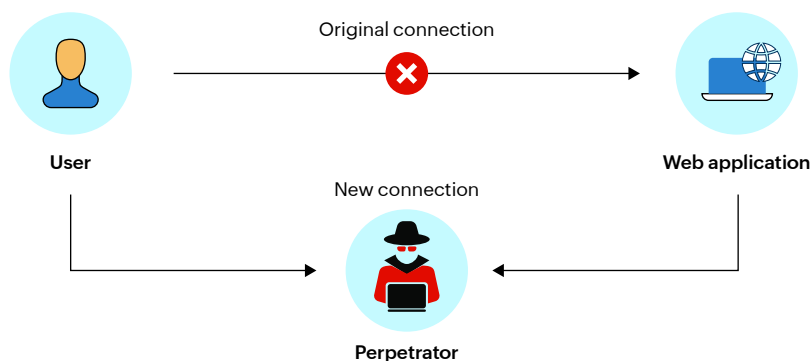 Original connection
User
Web application
New connection
Perpetrator